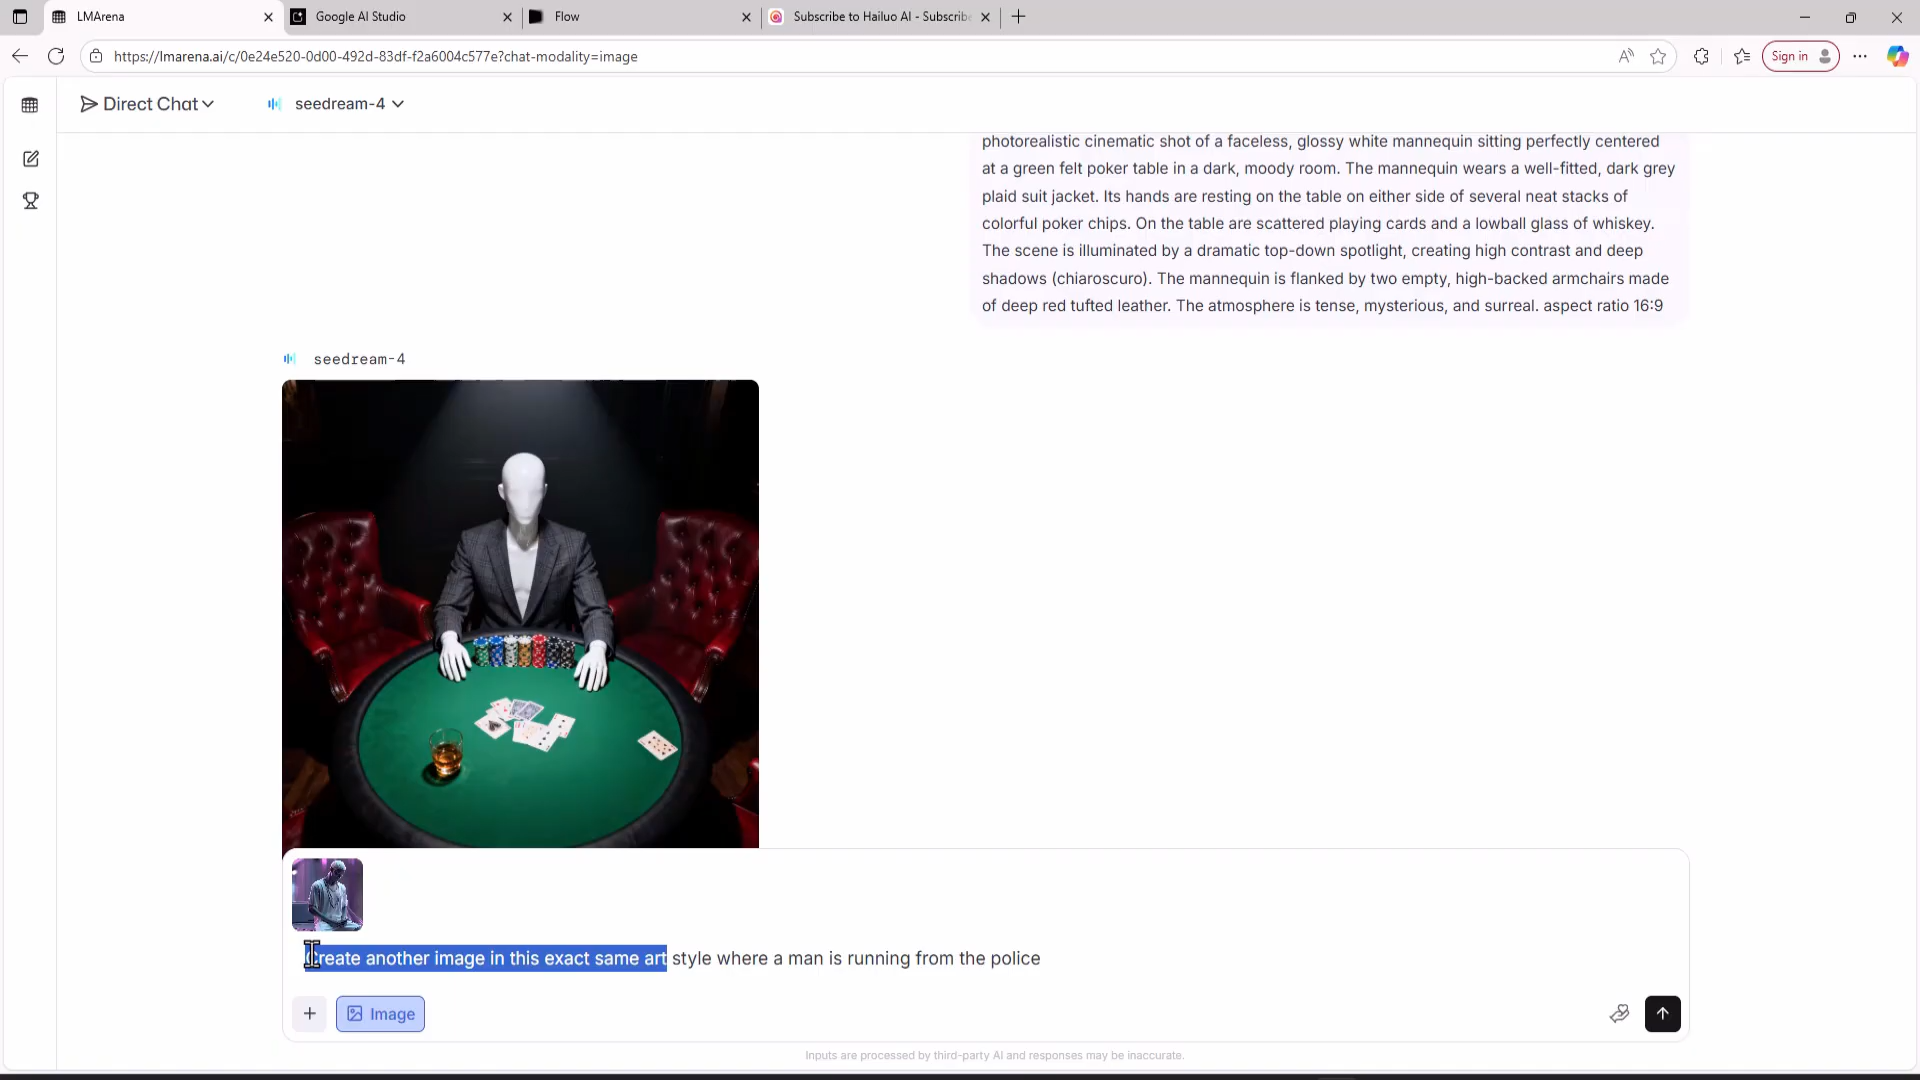 LMArena
Google AI Studio
Flow
Subscribe to Hailuo AI - Subscribe
https://lmarena.ai/c/0e24e520-0d00-492d-83df-f2a6004c577e?chat-modality=image
Sign in
Direct Chat
seedream-4
photorealistic cinematic shot of a faceless, glossy white mannequin sitting perfectly centered
at a green felt poker table in a dark, moody room. The mannequin wears a well-fitted, dark grey
plaid suit jacket. Its hands are resting on the table on either side of several neat stacks of
colorful poker chips. On the table are scattered playing cards and a lowball glass of whiskey.
The scene is illuminated by a dramatic top-down spotlight, creating high contrast and deep
shadows (chiaroscuro). The mannequin is flanked by two empty, high-backed armchairs made
of deep red tufted leather. The atmosphere is tense, mysterious, and surreal. aspect ratio 16:9
seedream-4
Create another image in this exact same art style where a man is running from the police
Image
Inputs are processed by third-party AI and responses may be inaccurate.